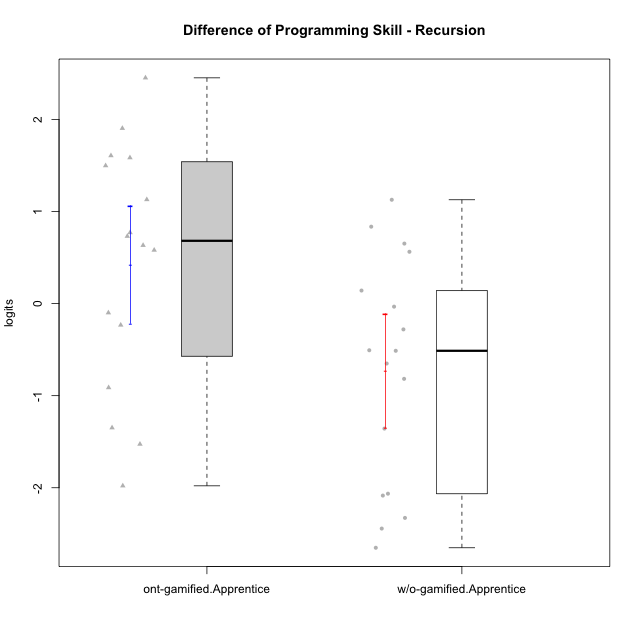 Difference of Programming Skill - Recursion
logits
2
1
0
-1
-2
ont-gamified.Apprentice
w/o-gamified.Apprentice